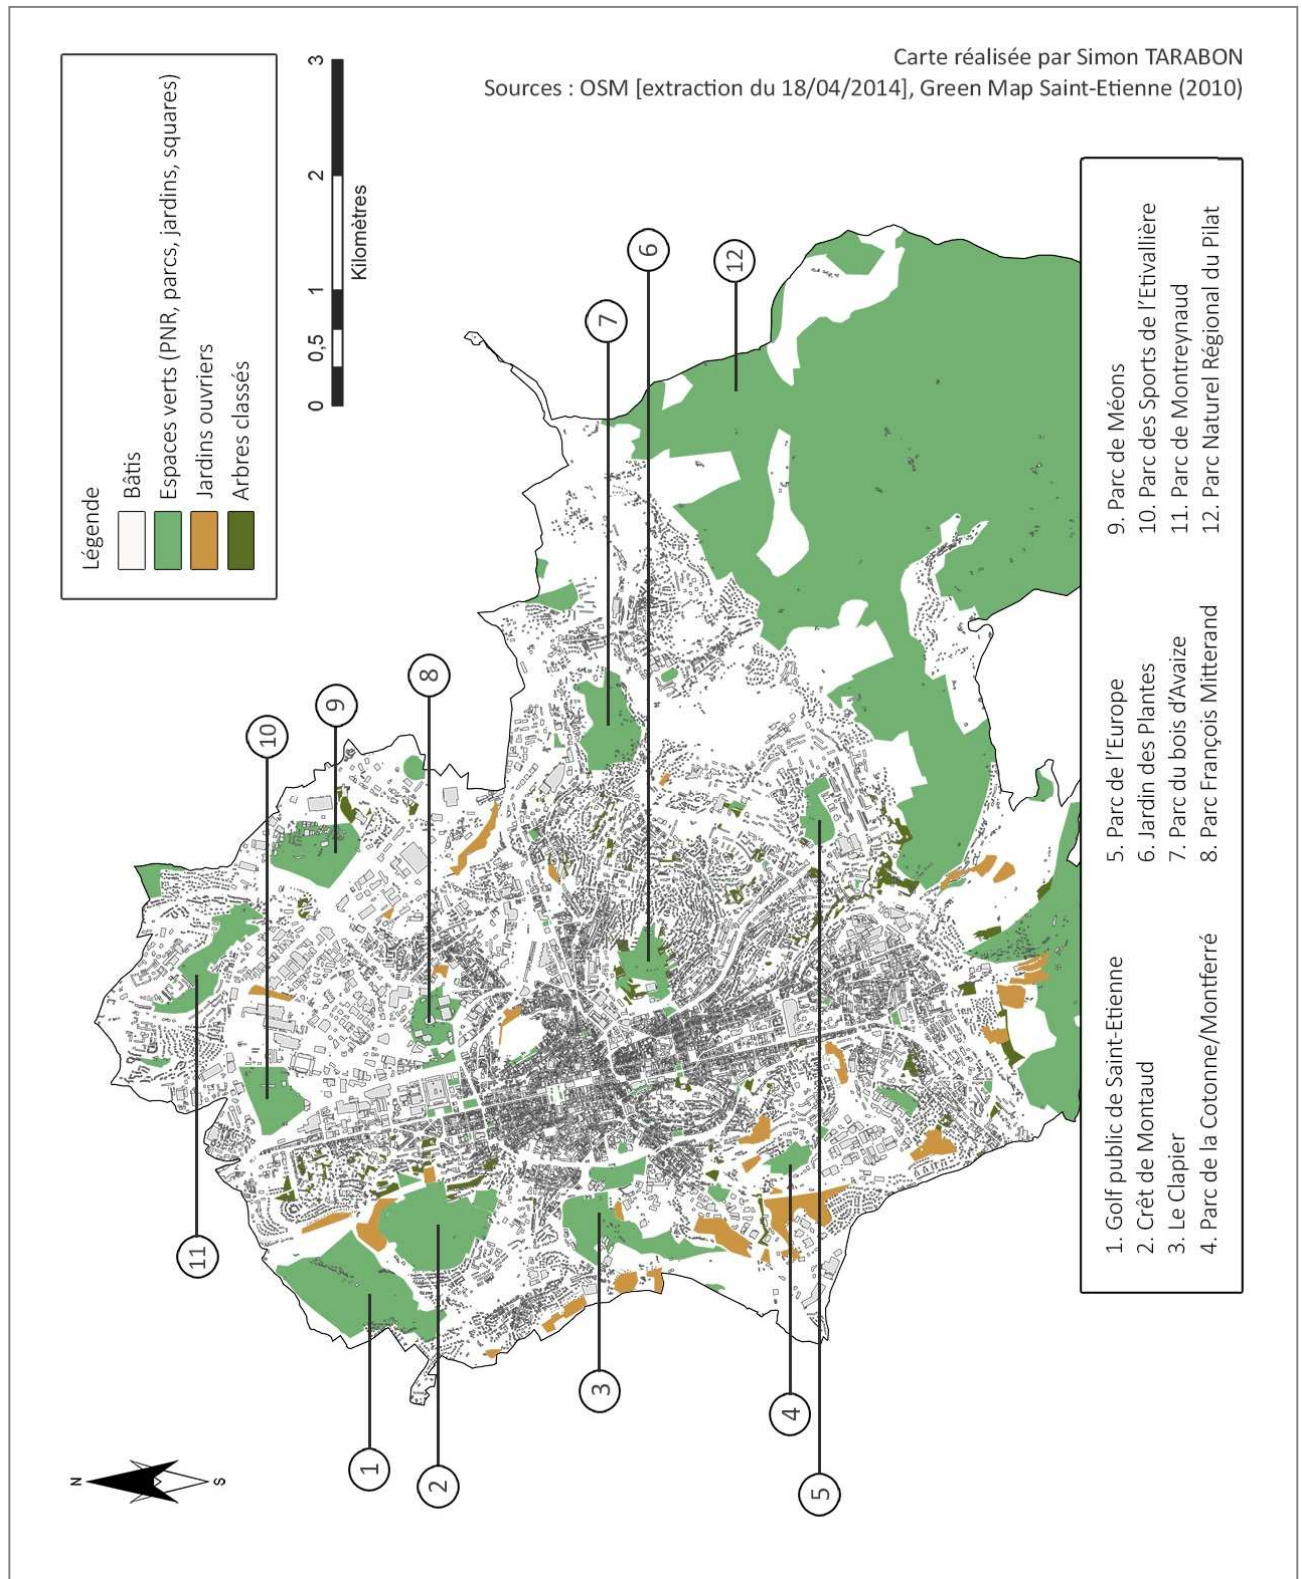 Carte réalisée par Simon TARABON
Sources : OSM [extraction du 18/04/2014], Green Map Saint-Etienne (2010)
Légende
Bâtis
Espaces verts (PNR, parcs, jardins, squares)
Jardins ouvriers
Arbres classés
0 0,5 1 2 3
Kilomètres
N
S
1
2
3
4
5
6
7
8
9
10
11
12
1. Golf public de Saint-Etienne
2. Crêt de Montaud
3. Le Clapier
4. Parc de la Cotonne/Montferré
5. Parc de l'Europe
6. Jardin des Plantes
7. Parc du bois d'Avaize
8. Parc François Mitterrand
9. Parc de Méons
10. Parc des Sports de l'Etivallière
11. Parc de Montreynaud
12. Parc Naturel Régional du Pilat